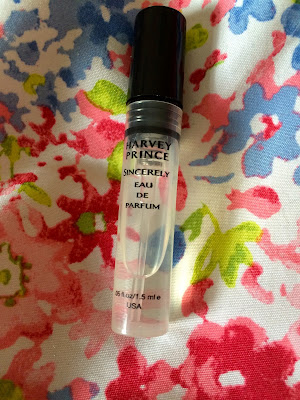 HARVEY
PRINCE
SINCERELY
EAU
DE
PARFUM
.05 fl.oz/1.5 ml e
USA